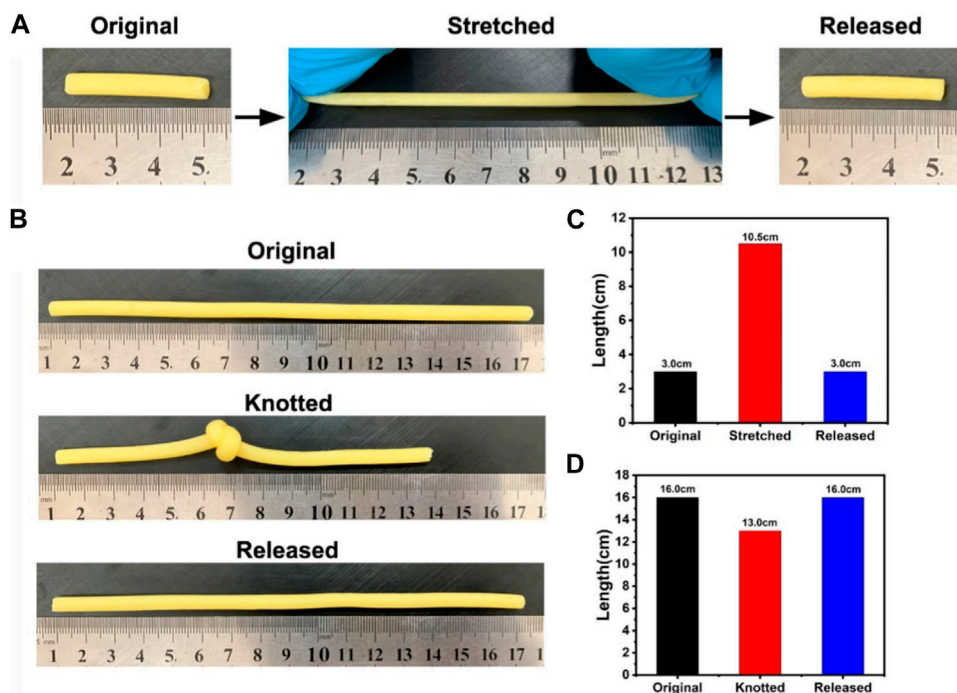 A
Original
Stretched
Released
2 3 4 5.
2 3 4 5. 6 7 8 9 10 11 12 13
mm
2 3 4 5.
B
Original
1 2 3 4 5. 6 7 8 9 10 11 12 13 14 15 16 17
Knotted
1 2 3 4 5. 6 7 8 9 10 11 12 13 14 15 16 17
Released
mm
1 2 3 4 5. 6 7 8 9 10 11 12 13 14 15 16 17
C
Length(cm)
12
10
8
6
4
2
0
3.0cm
10.5cm
3.0cm
Original Stretched Released
D
Length(cm)
18
16
14
12
10
8
6
4
2
0
16.0cm
13.0cm
16.0cm
Original Knotted Released